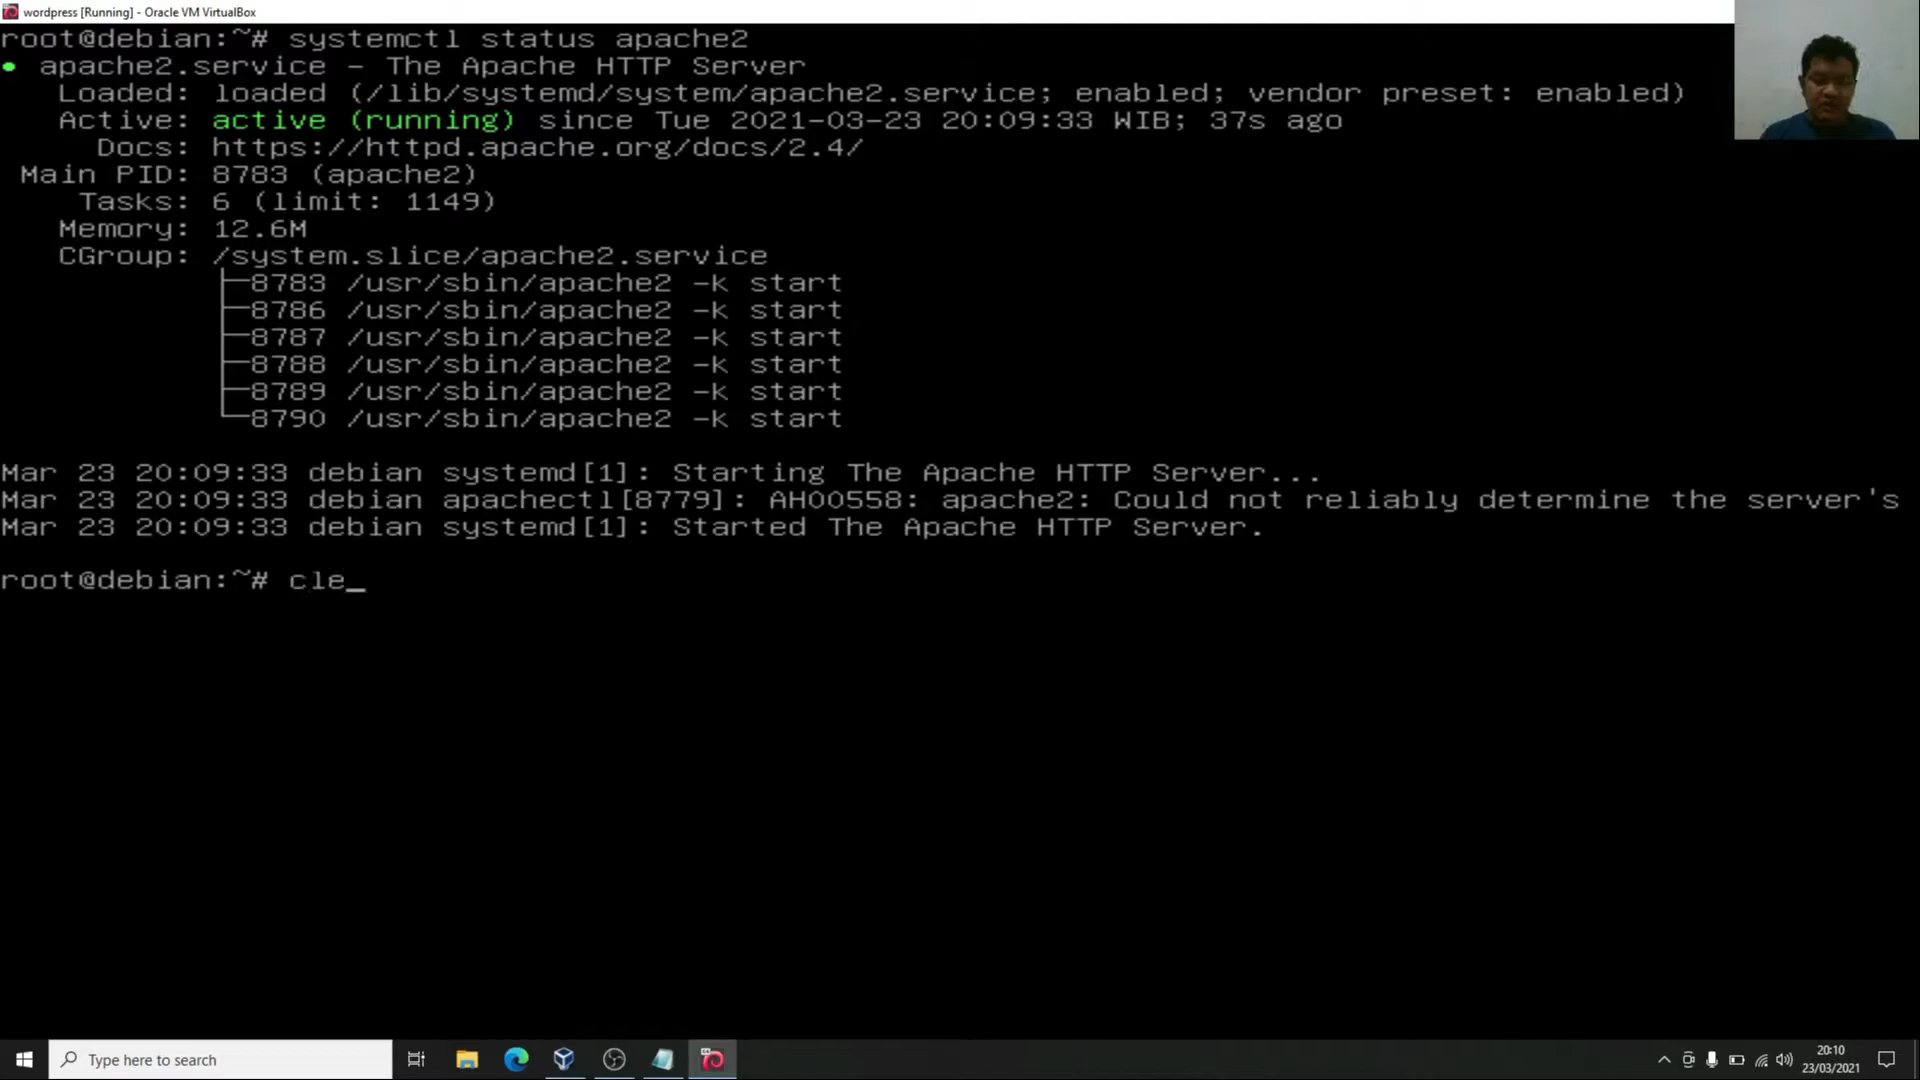 wordpress [Running] - Oracle VM VirtualBox
root@debian:~# systemctl status apache2
● apache2.service - The Apache HTTP Server
Loaded: loaded (/lib/systemd/system/apache2.service; enabled; vendor preset: enabled)
Active: active (running) since Tue 2021-03-23 20:09:33 WIB; 37s ago
Docs: https://httpd.apache.org/docs/2.4/
Main PID: 8783 (apache2)
Tasks: 6 (limit: 1149)
Memory: 12.6M
CGroup: /system.slice/apache2.service
├─8783 /usr/sbin/apache2 -k start
├─8786 /usr/sbin/apache2 -k start
├─8787 /usr/sbin/apache2 -k start
├─8788 /usr/sbin/apache2 -k start
├─8789 /usr/sbin/apache2 -k start
└─8790 /usr/sbin/apache2 -k start
Mar 23 20:09:33 debian systemd[1]: Starting The Apache HTTP Server...
Mar 23 20:09:33 debian apachectl[8779]: AH00558: apache2: Could not reliably determine the server's
Mar 23 20:09:33 debian systemd[1]: Started The Apache HTTP Server.
root@debian:~# cle_
Type here to search
20:10
23/03/2021